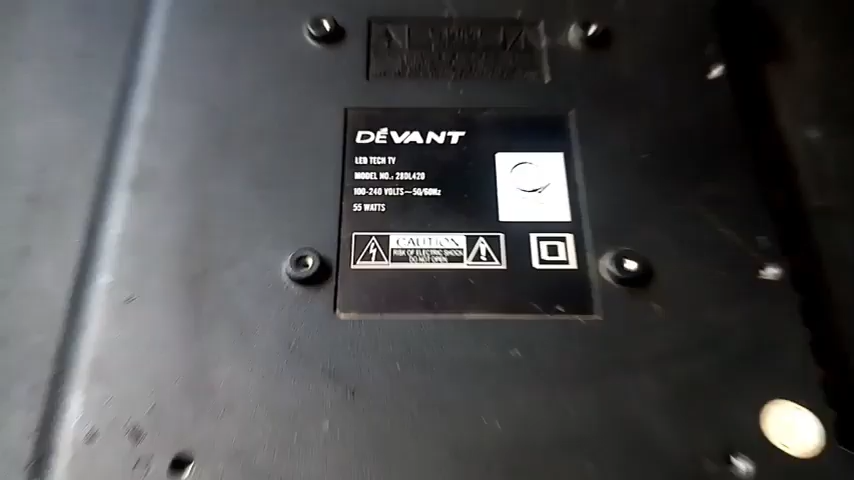 DÉVANT
LED TECH TV
MODEL NO.: 28DL420
100-240 VOLTS~50/60Hz
55 WATTS
CAUTION
RISK OF ELECTRIC SHOCK
DO NOT OPEN